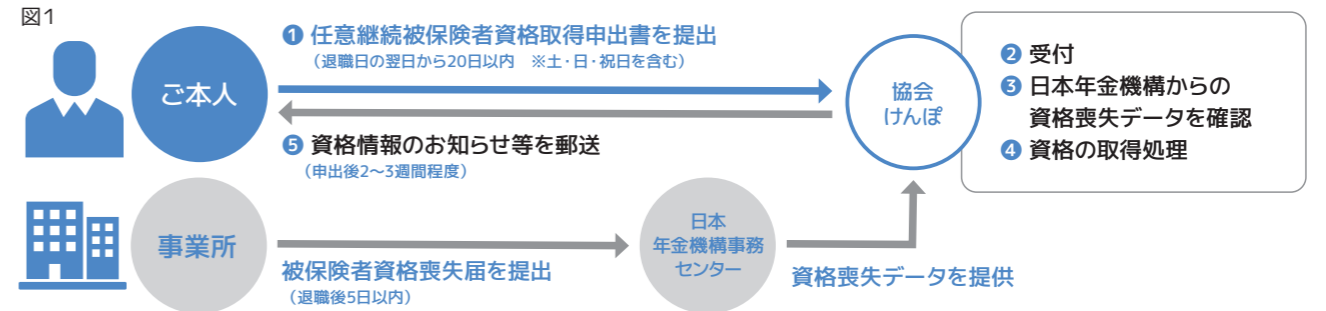 図1
ご本人
❶ 任意継続被保険者資格取得申出書を提出
（退職日の翌日から20日以内　※土・日・祝日を含む）
❺ 資格情報のお知らせ等を郵送
（申出後2～3週間程度）
協会
けんぽ
❷ 受付
❸ 日本年金機構からの
資格喪失データを確認
❹ 資格の取得処理
事業所
被保険者資格喪失届を提出
（退職後5日以内）
日本
年金機構事務
センター
資格喪失データを提供